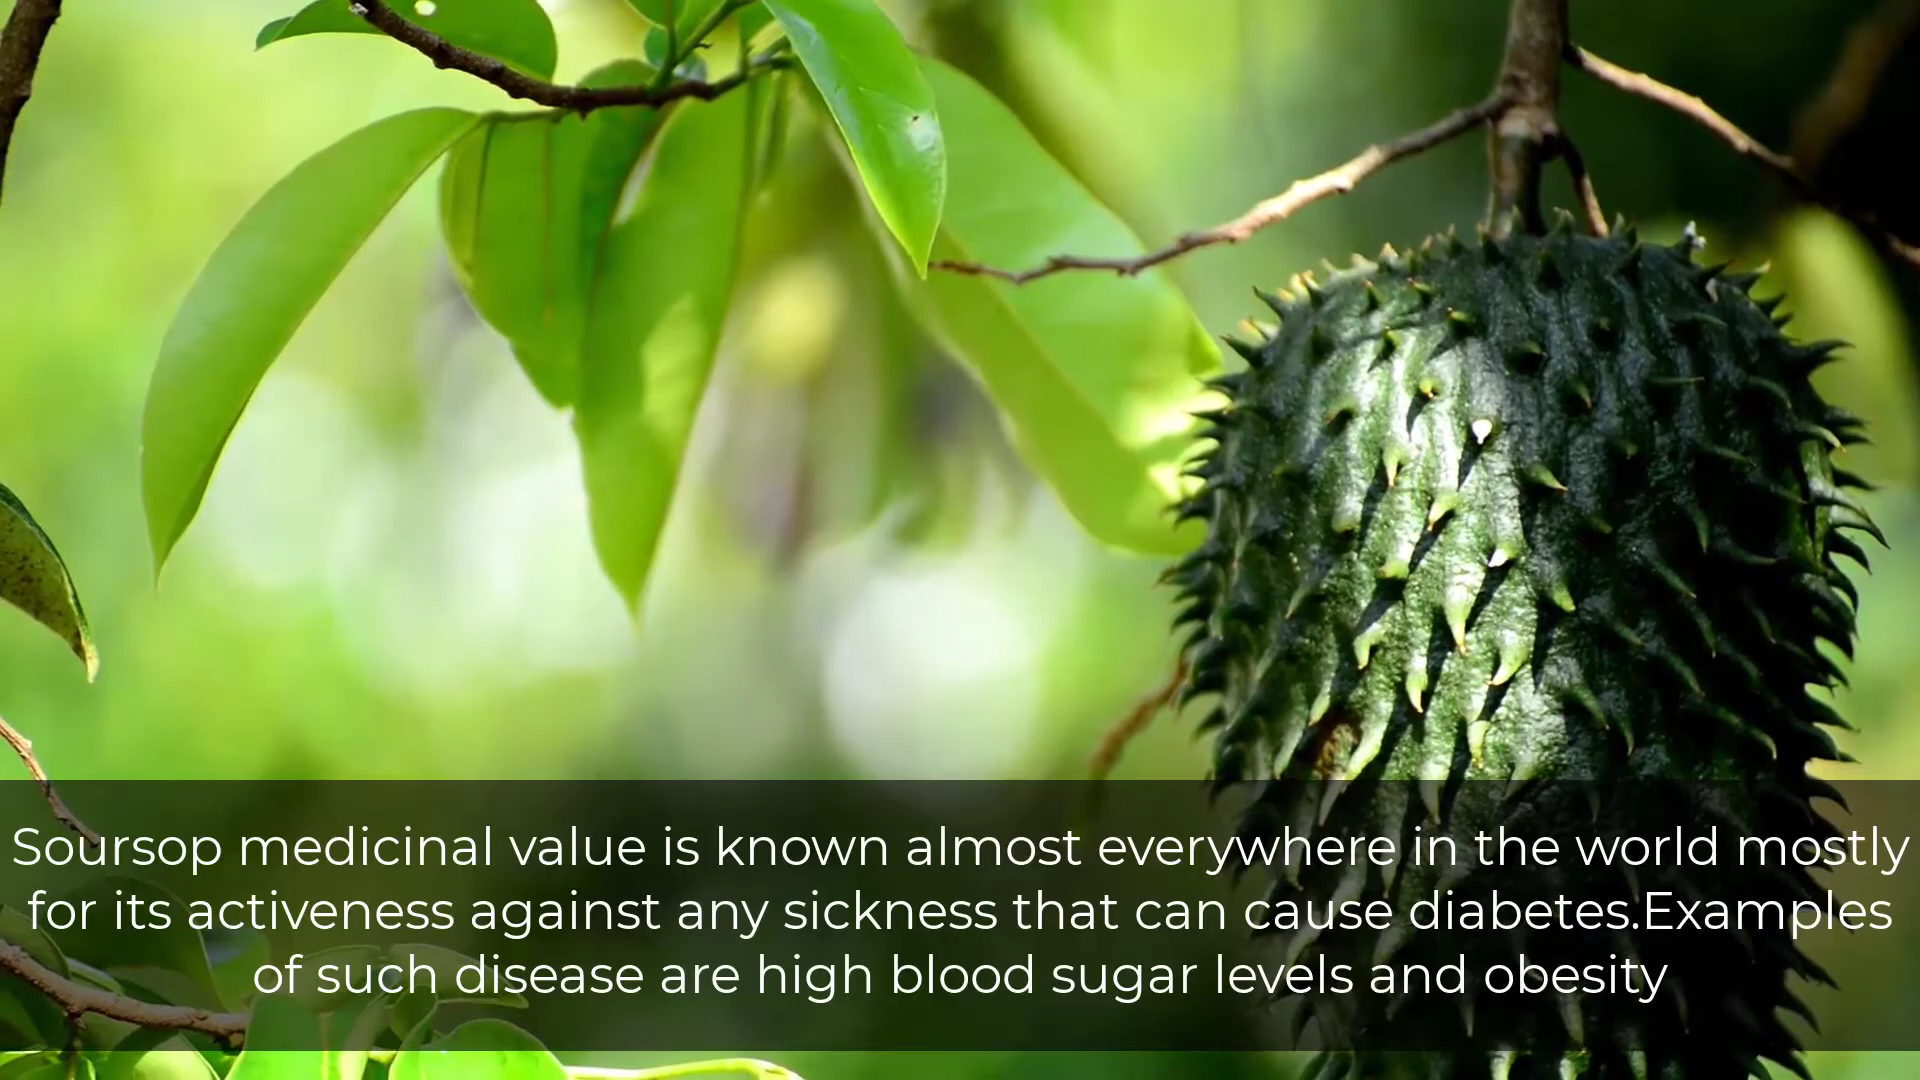 Soursop medicinal value is known almost everywhere in the world mostly
for its activeness against any sickness that can cause diabetes.Examples
of such disease are high blood sugar levels and obesity